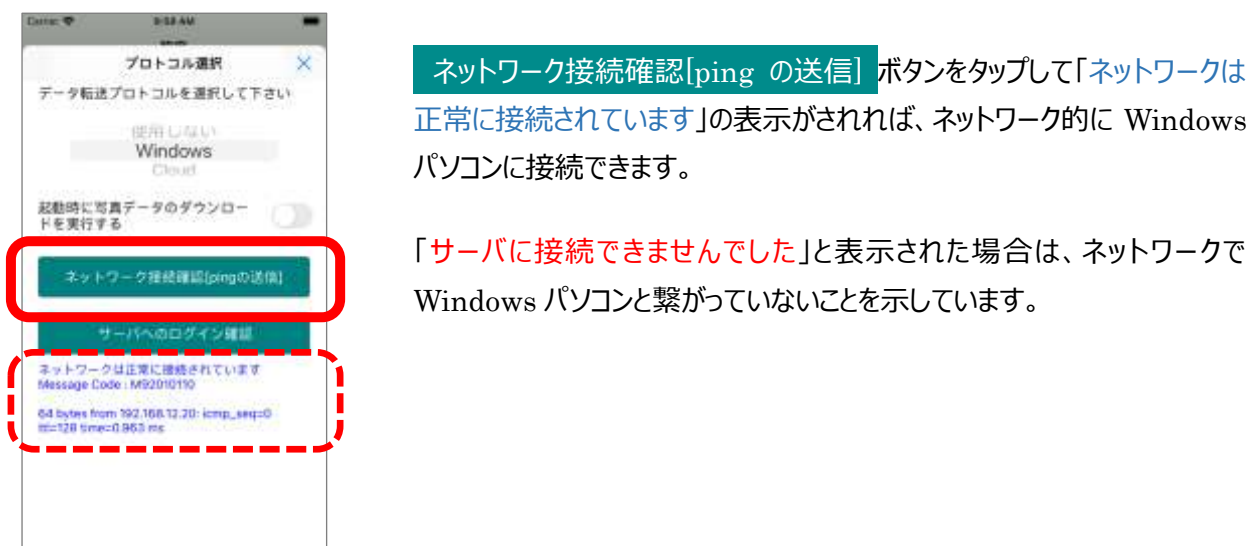 プロトコル選択
データ転送プロトコルを選択して下さい
使用しない
Windows
Cloud
起動時に写真データのダウンロー
ドを実行する
ネットワーク接続確認[pingの送信]
サーバへのログイン確認
ネットワークは正常に接続されています
Message Code : M92010110
64 bytes from 192.168.12.20: icmp_seq=0
ttl=128 time=0.963 ms
ネットワーク接続確認[ping の送信] ボタンをタップして「ネットワークは
正常に接続されています」の表示がされれば、ネットワーク的に Windows
パソコンに接続できます。
「サーバに接続できませんでした」と表示された場合は、ネットワークで
Windows パソコンと繋がっていないことを示しています。